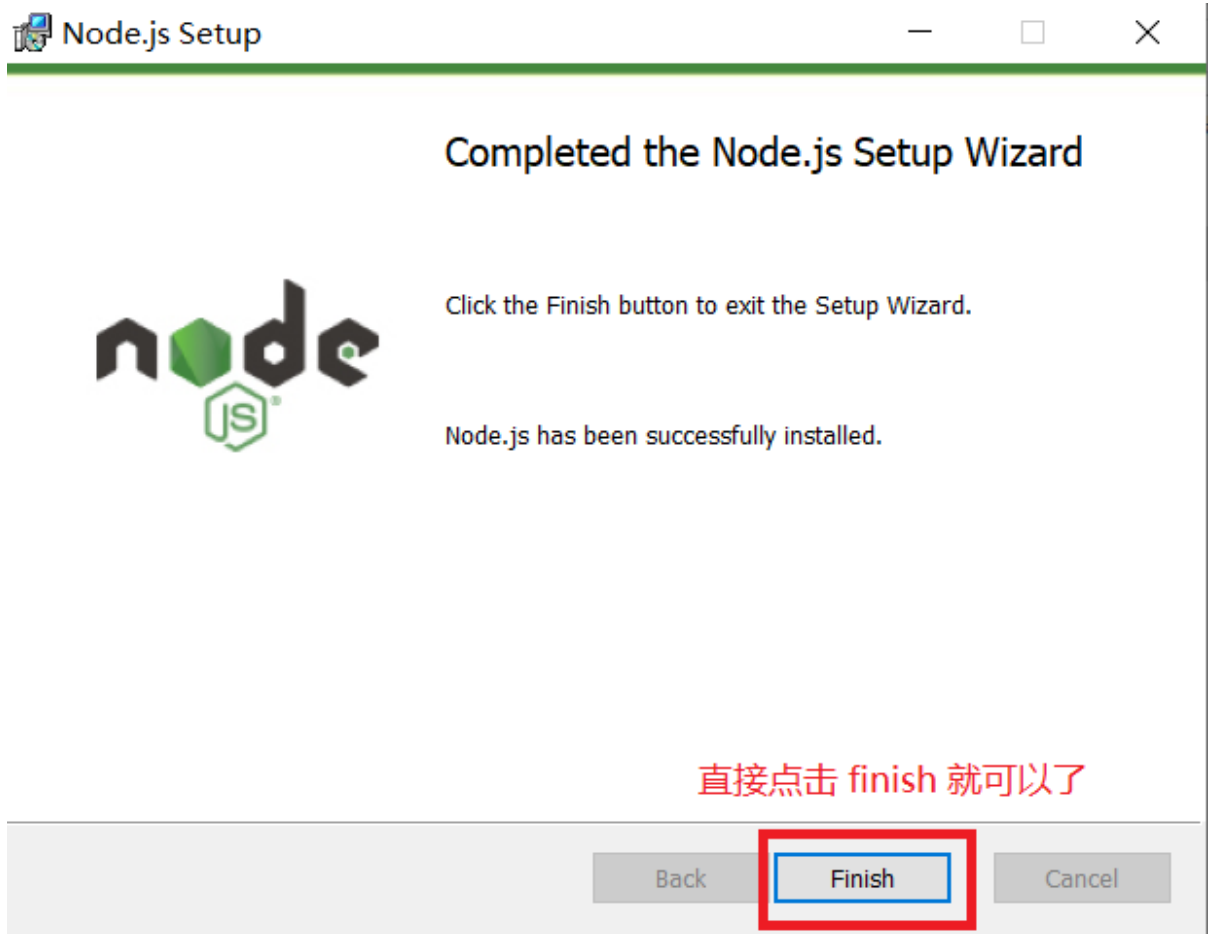 Node.js Setup
Completed the Node.js Setup Wizard
Click the Finish button to exit the Setup Wizard.
node
JS®
Node.js has been successfully installed.
直接点击 finish 就可以了
Back
Finish
Cancel